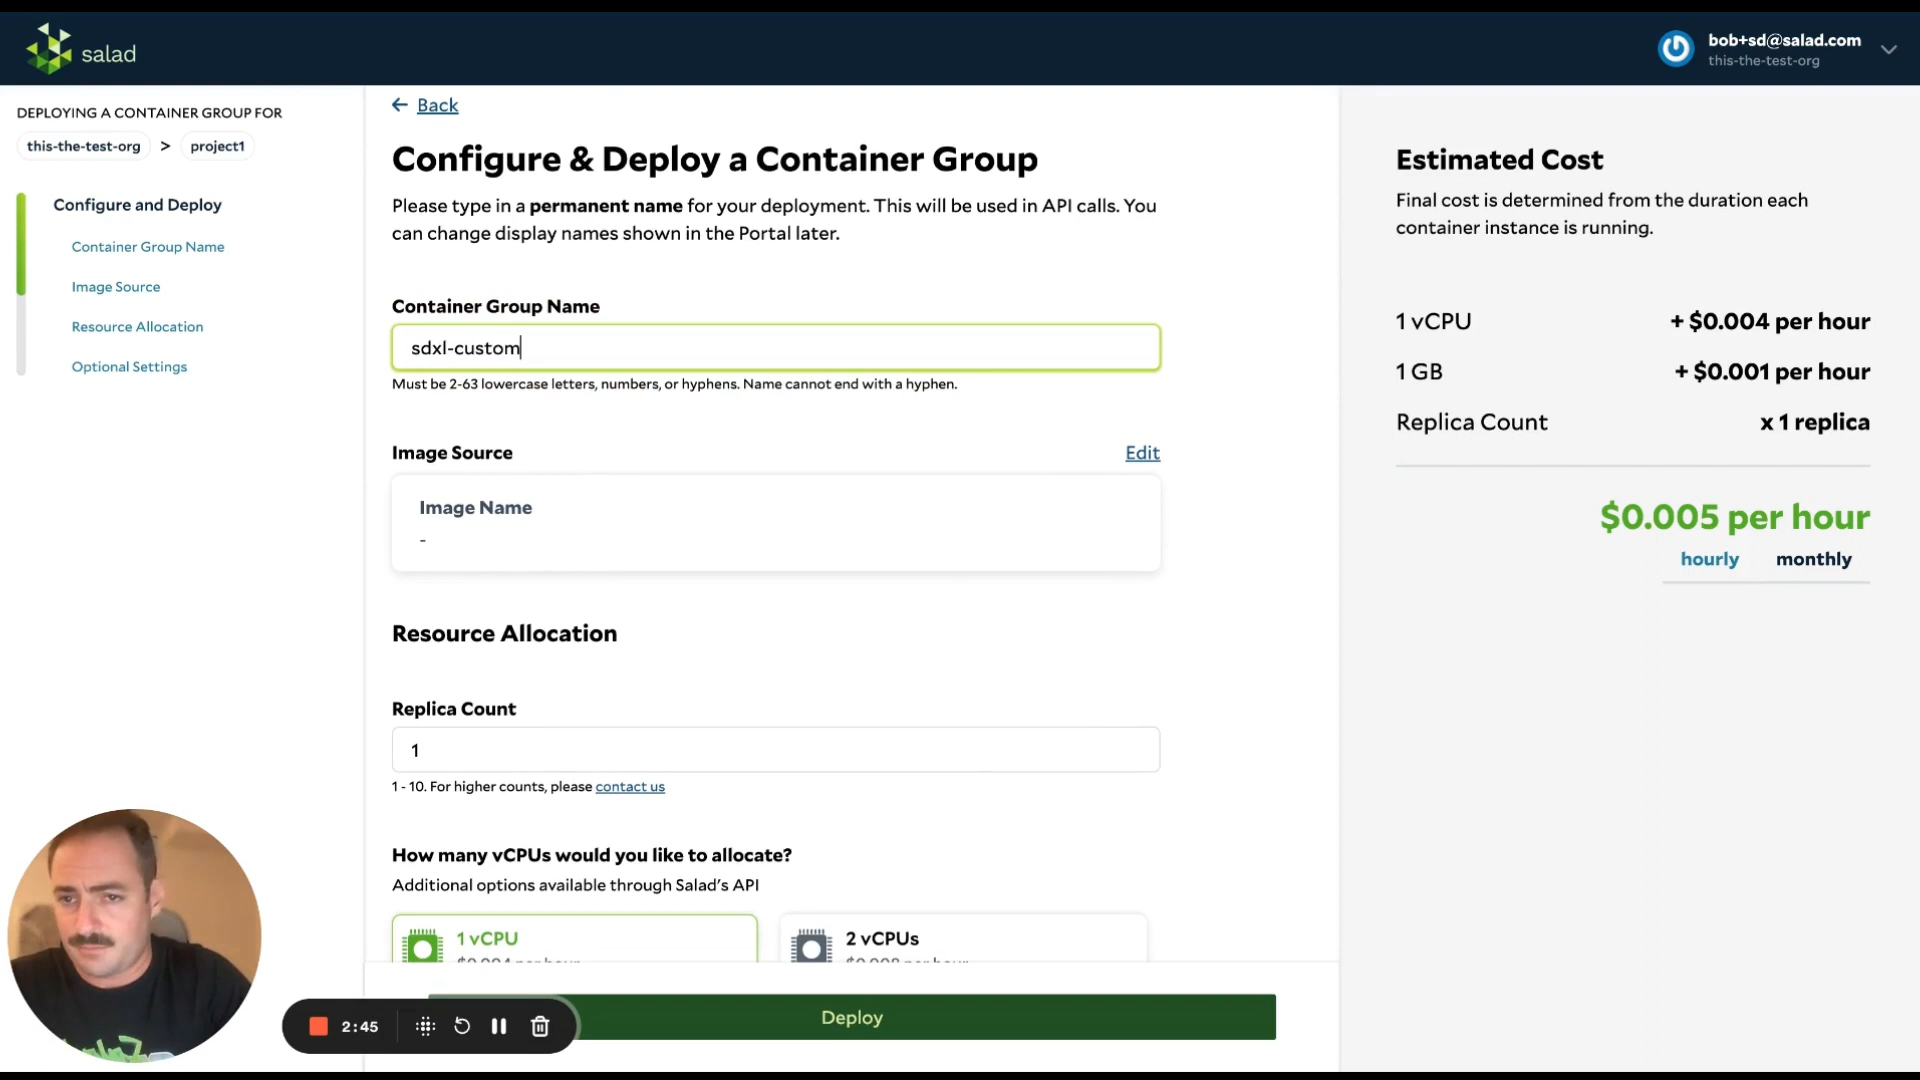 salad
bob+sd@salad.com
this-the-test-org
DEPLOYING A CONTAINER GROUP FOR
this-the-test-org > project1
Configure and Deploy
Container Group Name
Image Source
Resource Allocation
Optional Settings
← Back
Configure & Deploy a Container Group
Please type in a permanent name for your deployment. This will be used in API calls. You
can change display names shown in the Portal later.
Container Group Name
sdxl-custom
Must be 2-63 lowercase letters, numbers, or hyphens. Name cannot end with a hyphen.
Image Source
Edit
Image Name
-
Resource Allocation
Replica Count
1
1 - 10. For higher counts, please contact us
How many vCPUs would you like to allocate?
Additional options available through Salad's API
1 vCPU
$0.004 per hour
2 vCPUs
$0.008 per hour
Deploy
2:45
Estimated Cost
Final cost is determined from the duration each
container instance is running.
1 vCPU + $0.004 per hour
1 GB + $0.001 per hour
Replica Count x 1 replica
$0.005 per hour
hourly monthly